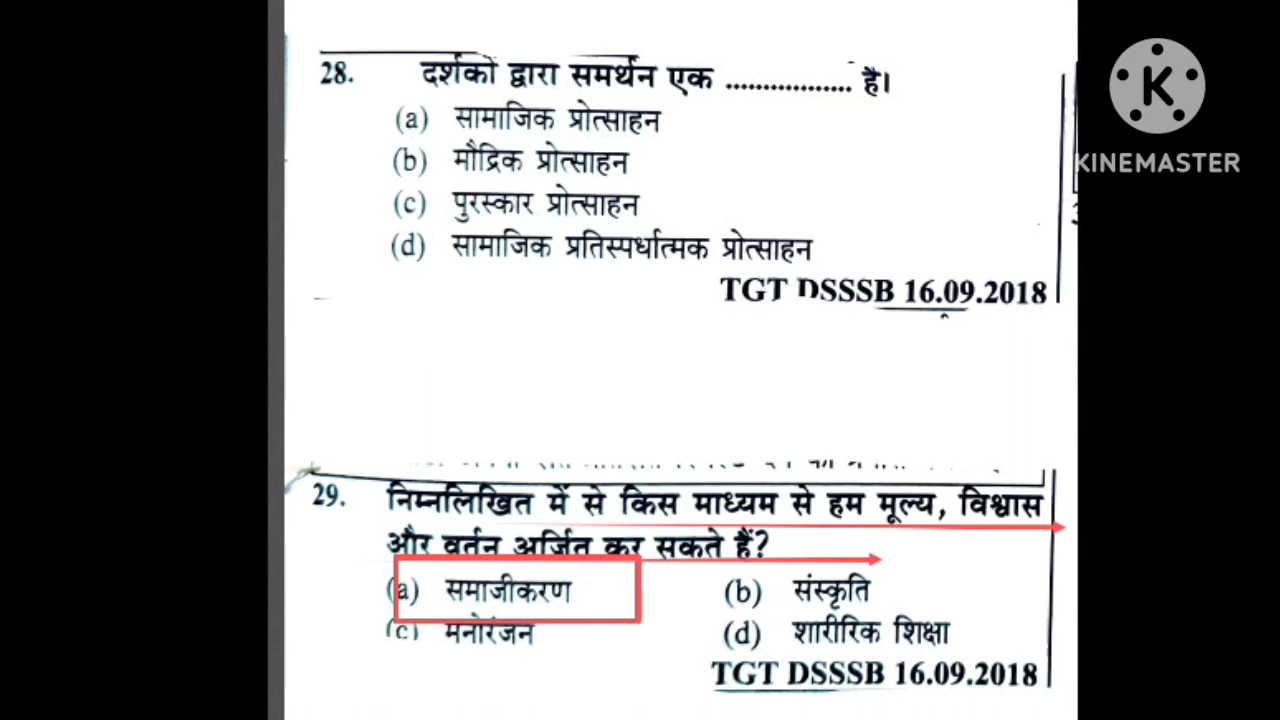 28. दर्शकों द्वारा समर्थन एक ................. है।
(a) सामाजिक प्रोत्साहन
(b) मौद्रिक प्रोत्साहन
(c) पुरस्कार प्रोत्साहन
(d) सामाजिक प्रतिस्पर्धात्मक प्रोत्साहन
TGT DSSSB 16.09.2018
K
KINEMASTER
29. निम्नलिखित में से किस माध्यम से हम मूल्य, विश्वास
और वर्तन अर्जित कर सकते हैं?
(a) समाजीकरण (b) संस्कृति
(c) मनोरंजन (d) शारीरिक शिक्षा
TGT DSSSB 16.09.2018